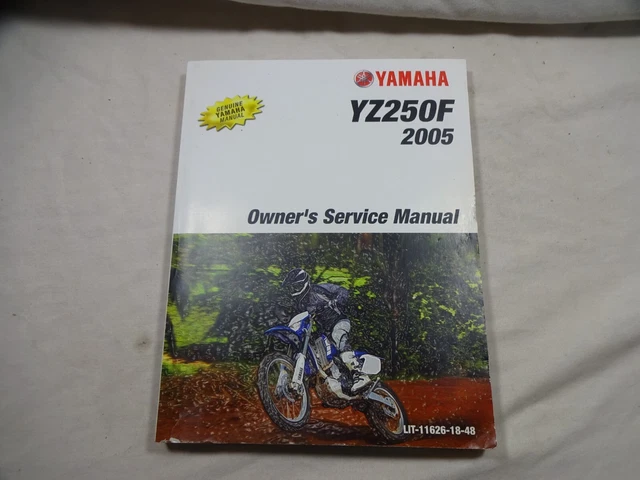 YAMAHA
GENUINE
YAMAHA
MANUAL
YZ250F
2005
Owner's Service Manual
LIT-11626-18-48